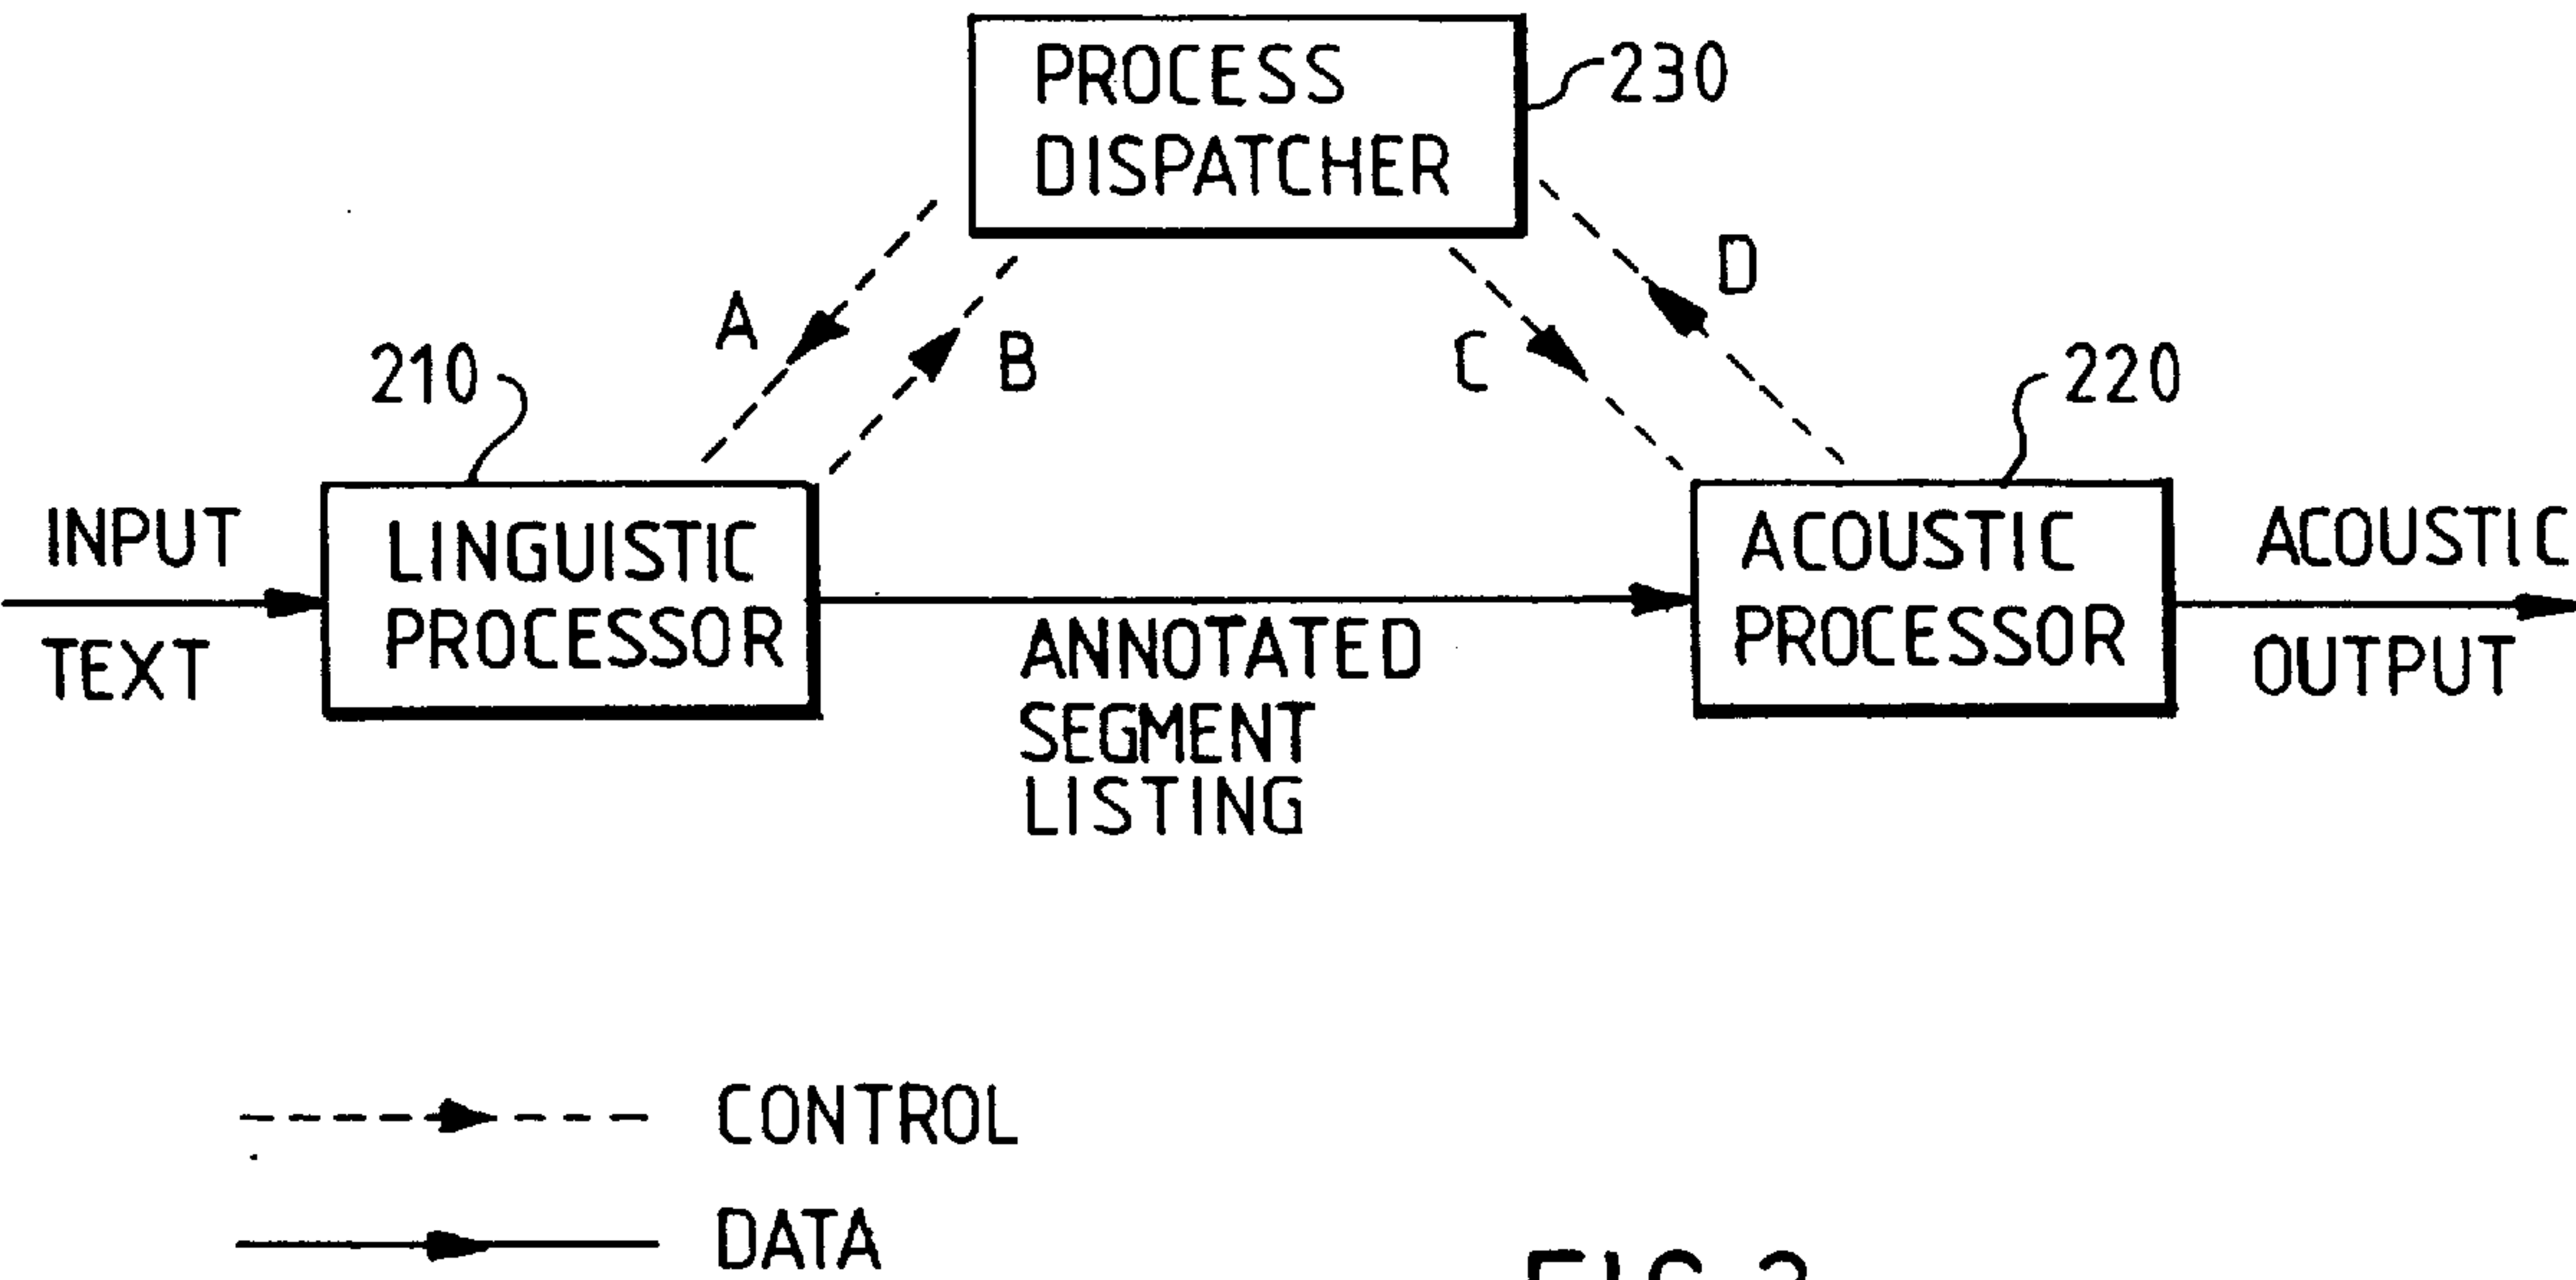 PROCESS
DISPATCHER
230
A
B
C
D
210
220
INPUT
TEXT
LINGUISTIC
PROCESSOR
ANNOTATED
SEGMENT
LISTING
ACOUSTIC
PROCESSOR
ACOUSTIC
OUTPUT
CONTROL
DATA